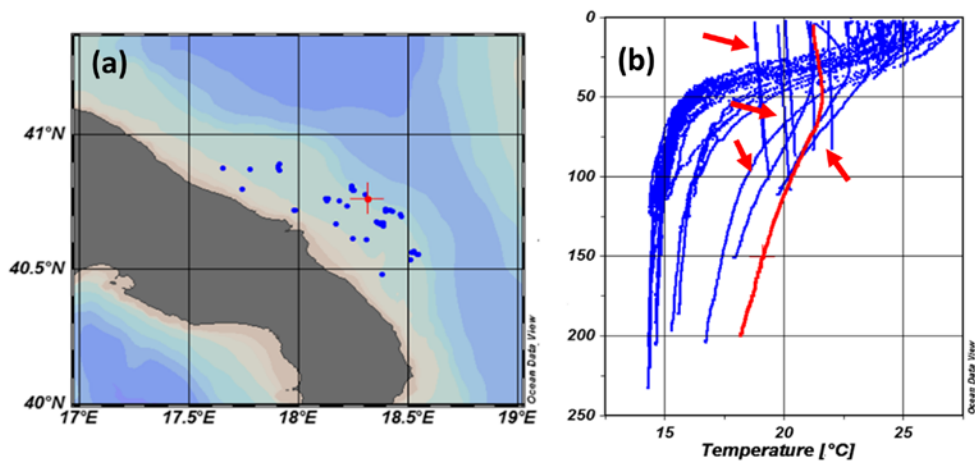 (a)
41°N
40.5°N
40°N
17°E
17.5°E
18°E
18.5°E
19°E
Ocean Data View
(b)
0
50
100
150
200
250
15
20
25
Temperature [°C]
Ocean Data View